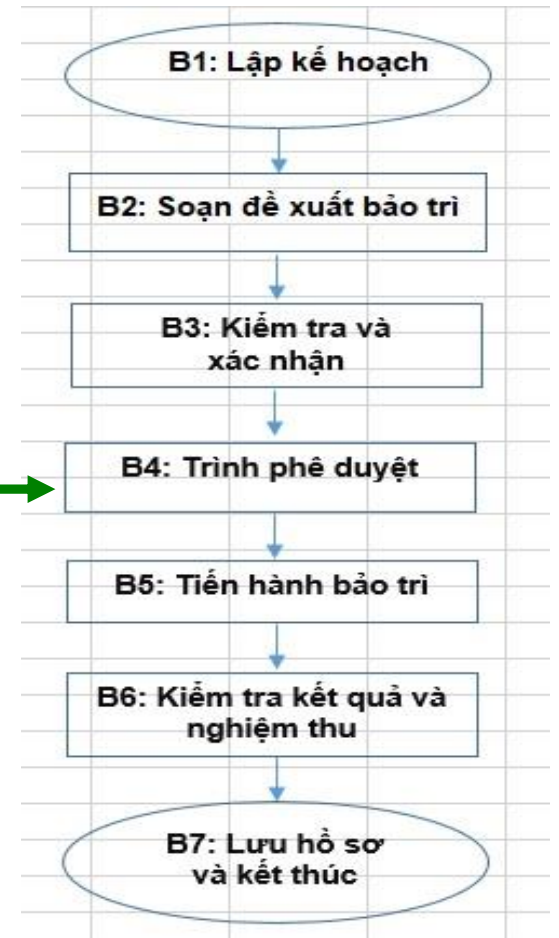 B1: Lập kế hoạch
B2: Soạn đề xuất bảo trì
B3: Kiểm tra và
xác nhận
B4: Trình phê duyệt
B5: Tiến hành bảo trì
B6: Kiểm tra kết quả và
nghiệm thu
B7: Lưu hồ sơ
và kết thúc